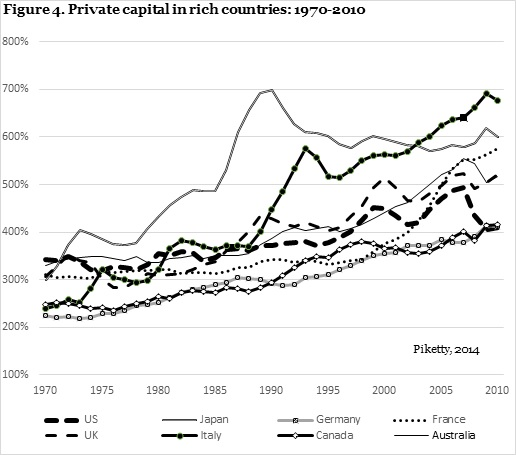 Figure 4. Private capital in rich countries: 1970-2010
800%
700%
600%
500%
400%
300%
200%
100%
1970 1975 1980 1985 1990 1995 2000 2005 2010
Piketty, 2014
US Japan Germany France
UK Italy Canada Australia